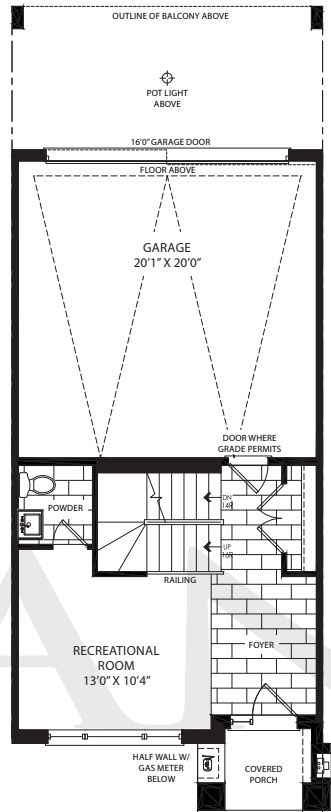 OUTLINE OF BALCONY ABOVE
POT LIGHT
ABOVE
16'0" GARAGE DOOR
FLOOR ABOVE
GARAGE
20'1" X 20'0"
DOOR WHERE
GRADE PERMITS
POWDER
DN
14R
UP
16R
RAILING
RECREATIONAL
ROOM
13'0" X 10'4"
FOYER
HALF WALL W/
GAS METER
BELOW
COVERED
PORCH